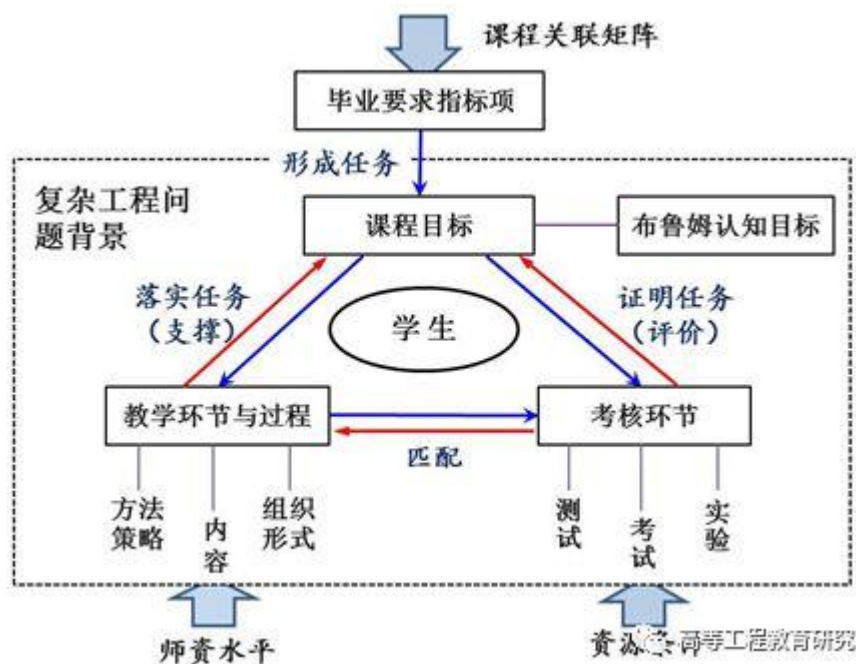 课程关联矩阵
毕业要求指标项
形成任务
复杂工程问
题背景
课程目标
布鲁姆认知目标
落实任务
（支撑）
学生
证明任务
（评价）
教学环节与过程
考核环节
匹配
方法
策略
内
容
组织
形式
测
试
考
试
实
验
师资水平
资源条件
高等工程教育研究